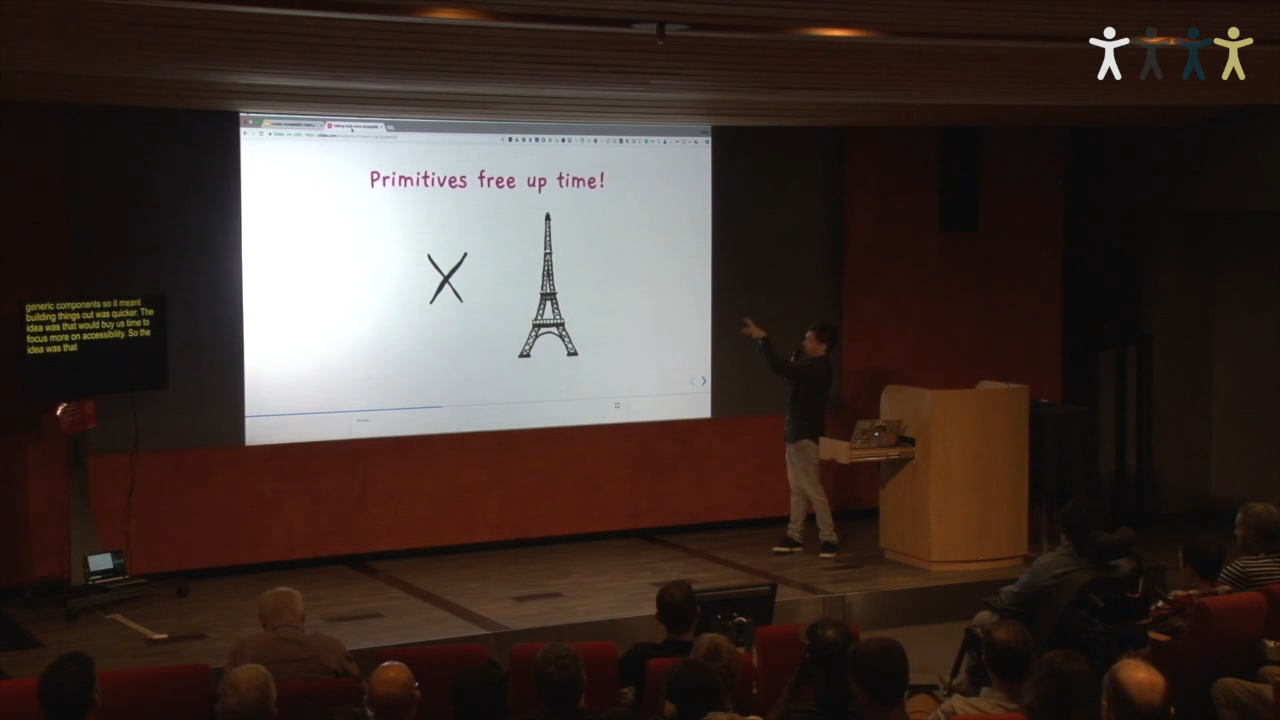 Primitives free up time!
generic components so it meant
building things out was quicker. The
idea was that would buy us time to
focus more on accessibility. So the
idea was that